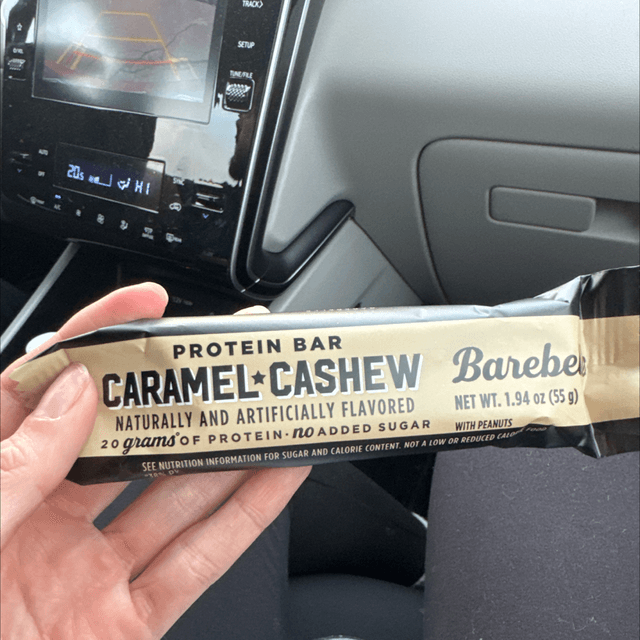 TRACK>
SETUP
TUNE/FILE
20.5 HI
PROTEIN BAR
CARAMEL★CASHEW
NATURALLY AND ARTIFICIALLY FLAVORED
20 grams* OF PROTEIN · no ADDED SUGAR
SEE NUTRITION INFORMATION FOR SUGAR AND CALORIE CONTENT. NOT A LOW OR REDUCED CALORIE FOOD.
Barebe
NET WT. 1.94 oz (55 g)
WITH PEANUTS